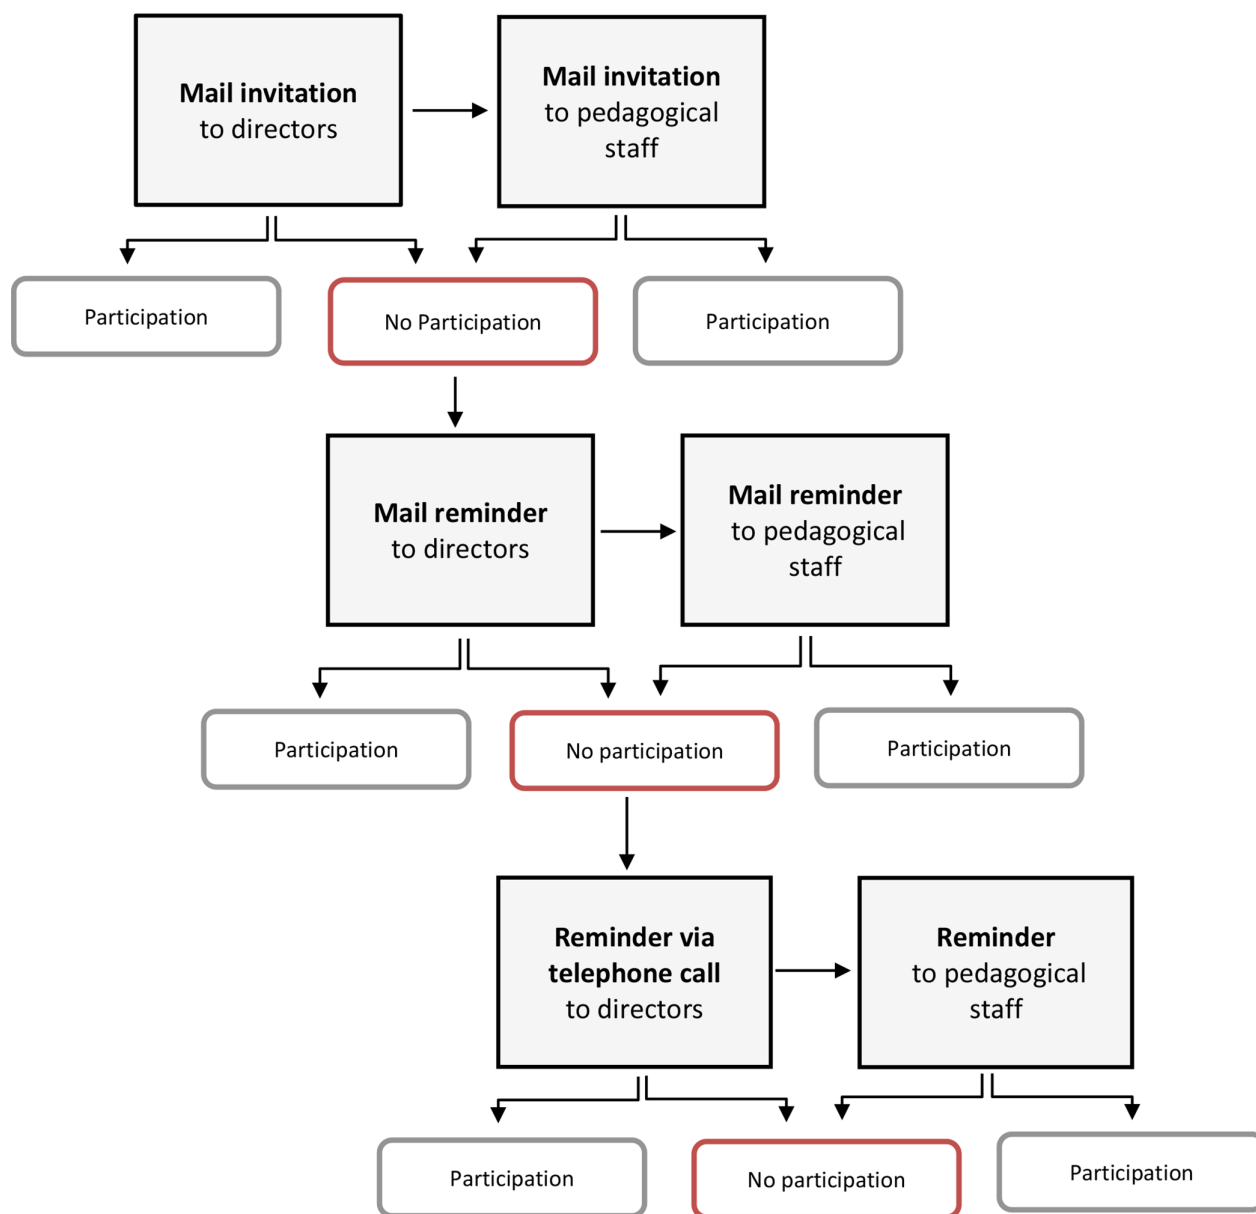 Mail invitation
to directors
Mail invitation
to pedagogical
staff
Participation
No Participation
Participation
Mail reminder
to directors
Mail reminder
to pedagogical
staff
Participation
No participation
Participation
Reminder via
telephone call
to directors
Reminder
to pedagogical
staff
Participation
No participation
Participation